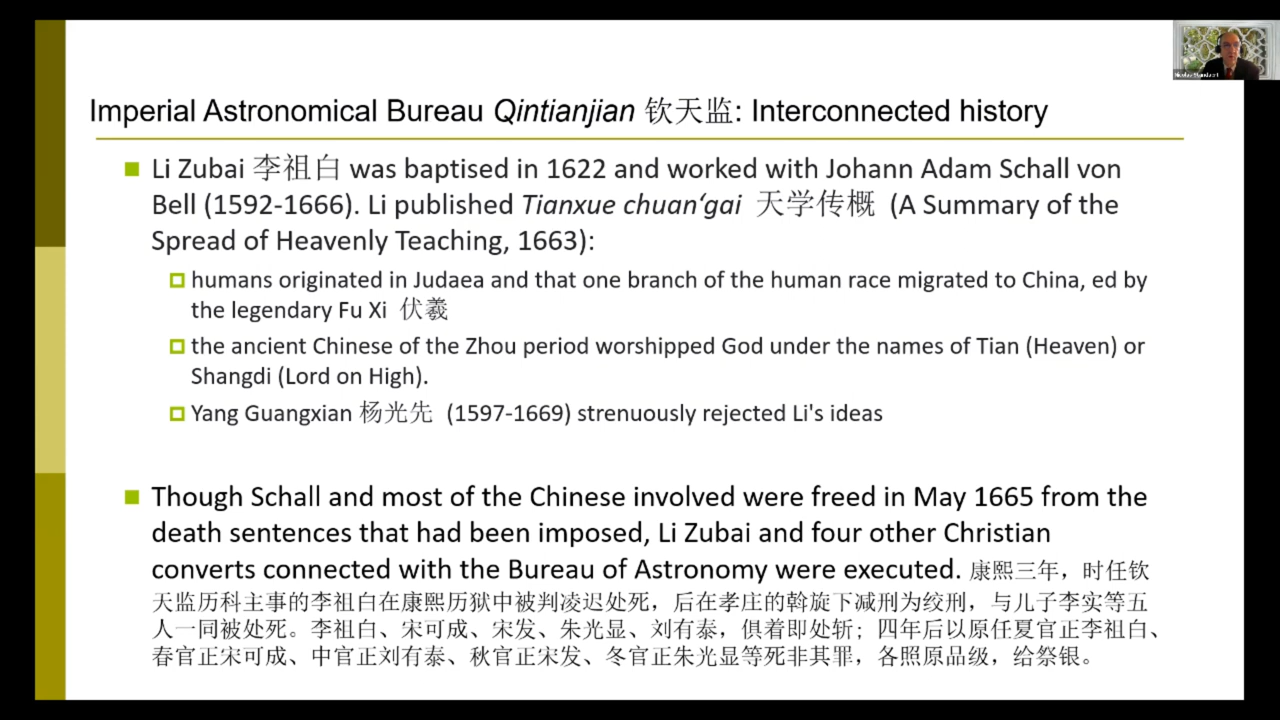 Nicolas Standaert
Imperial Astronomical Bureau Qintianjian 钦天监: Interconnected history
Li Zubai 李祖白 was baptised in 1622 and worked with Johann Adam Schall von
Bell (1592-1666). Li published Tianxue chuan‘gai 天学传概 (A Summary of the
Spread of Heavenly Teaching, 1663):
humans originated in Judaea and that one branch of the human race migrated to China, ed by
the legendary Fu Xi 伏羲
the ancient Chinese of the Zhou period worshipped God under the names of Tian (Heaven) or
Shangdi (Lord on High).
Yang Guangxian 杨光先 (1597-1669) strenuously rejected Li's ideas
Though Schall and most of the Chinese involved were freed in May 1665 from the
death sentences that had been imposed, Li Zubai and four other Christian
converts connected with the Bureau of Astronomy were executed. 康熙三年，时任钦
天监历科主事的李祖白在康熙历狱中被判凌迟处死，后在孝庄的斡旋下减刑为绞刑，与儿子李实等五
人一同被处死。李祖白、宋可成、宋发、朱光显、刘有泰，俱着即处斩；四年后以原任夏官正李祖白、
春官正宋可成、中官正刘有泰、秋官正宋发、冬官正朱光显等死非其罪，各照原品级，给祭银。